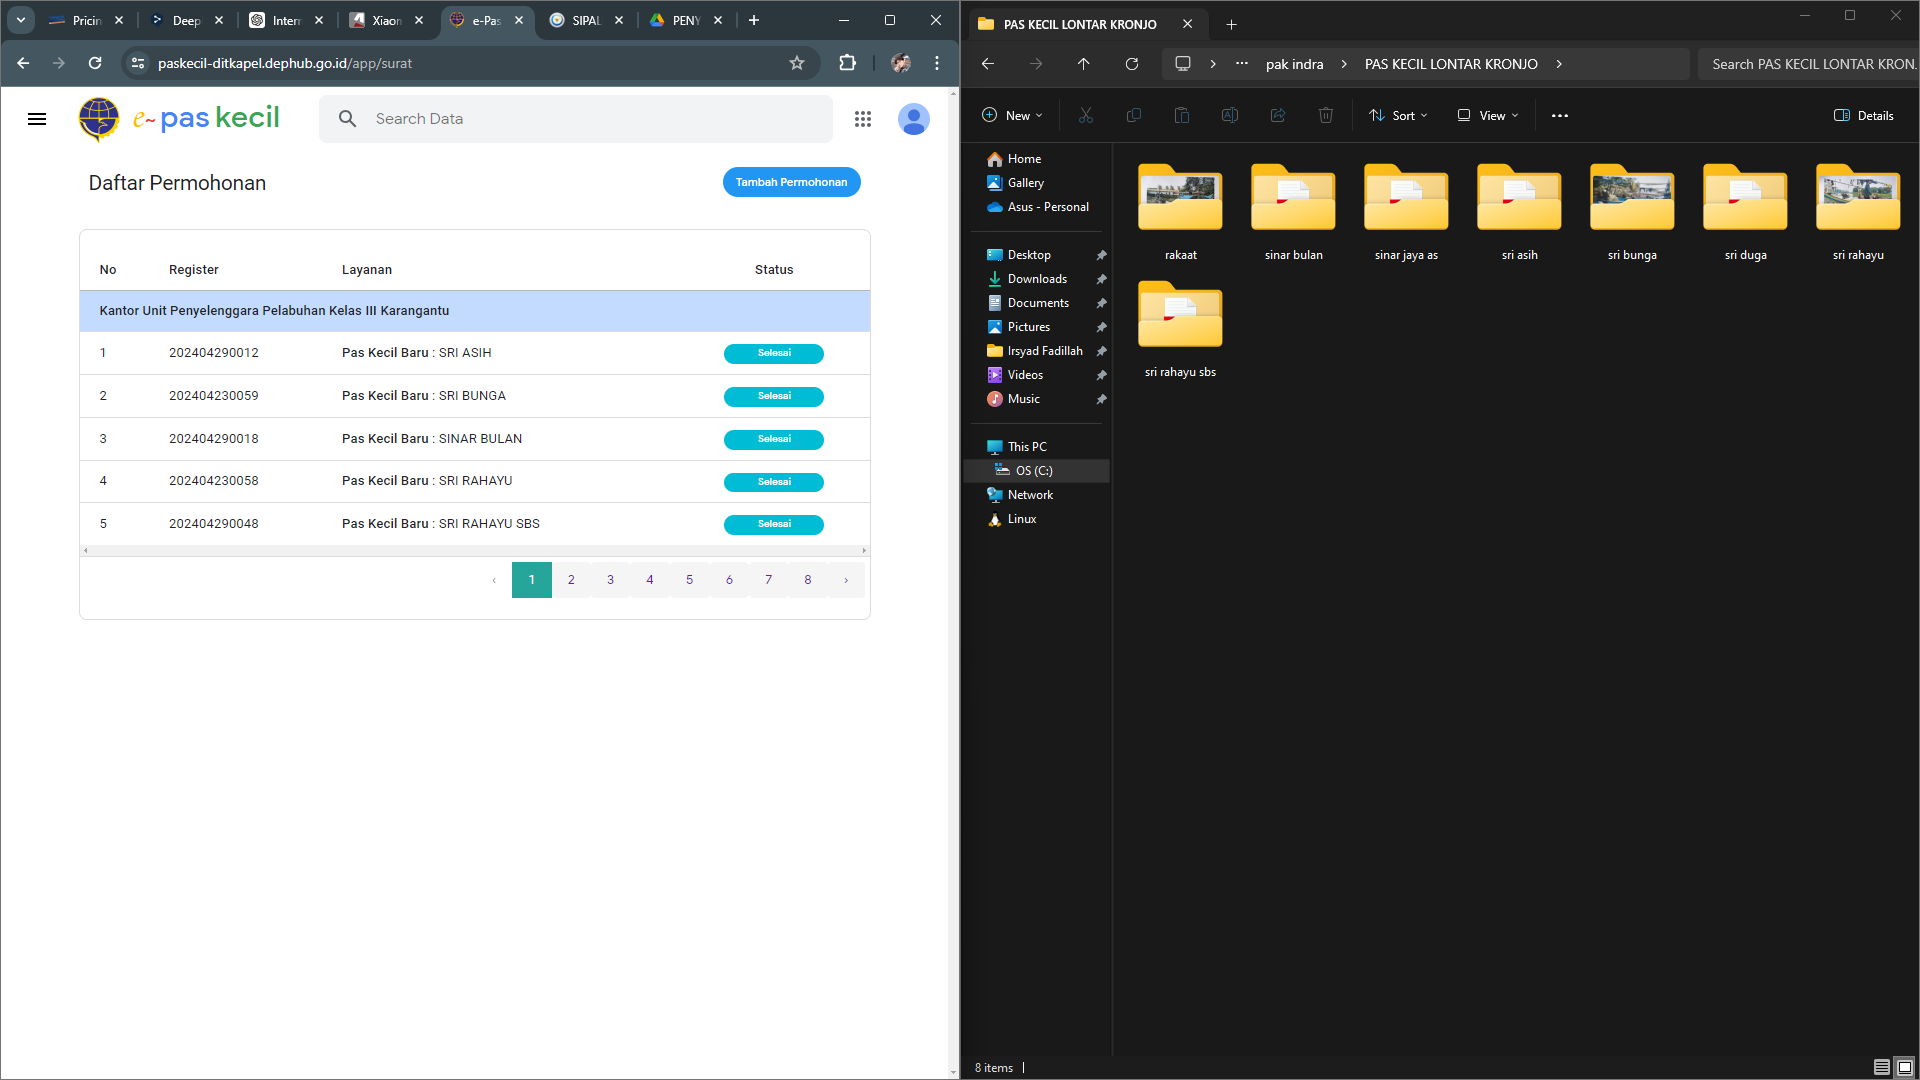 Pricin
Deepl
Intern
Xiaom
e-Pas
SIPAL
PENY
paskecil-ditkapel.dephub.go.id/app/surat
e~ pas kecil
Search Data
Daftar Permohonan
Tambah Permohonan
No Register Layanan Status
Kantor Unit Penyelenggara Pelabuhan Kelas III Karangantu
1 202404290012 Pas Kecil Baru : SRI ASIH Selesai
2 202404230059 Pas Kecil Baru : SRI BUNGA Selesai
3 202404290018 Pas Kecil Baru : SINAR BULAN Selesai
4 202404230058 Pas Kecil Baru : SRI RAHAYU Selesai
5 202404290048 Pas Kecil Baru : SRI RAHAYU SBS Selesai
‹ 1 2 3 4 5 6 7 8 ›
PAS KECIL LONTAR KRONJO
pak indra
PAS KECIL LONTAR KRONJO
Search PAS KECIL LONTAR KRON.
New
Sort
View
Details
Home
Gallery
Asus - Personal
Desktop
Downloads
Documents
Pictures
Irsyad Fadillah
Videos
Music
This PC
OS (C:)
Network
Linux
rakaat
sinar bulan
sinar jaya as
sri asih
sri bunga
sri duga
sri rahayu
sri rahayu sbs
8 items